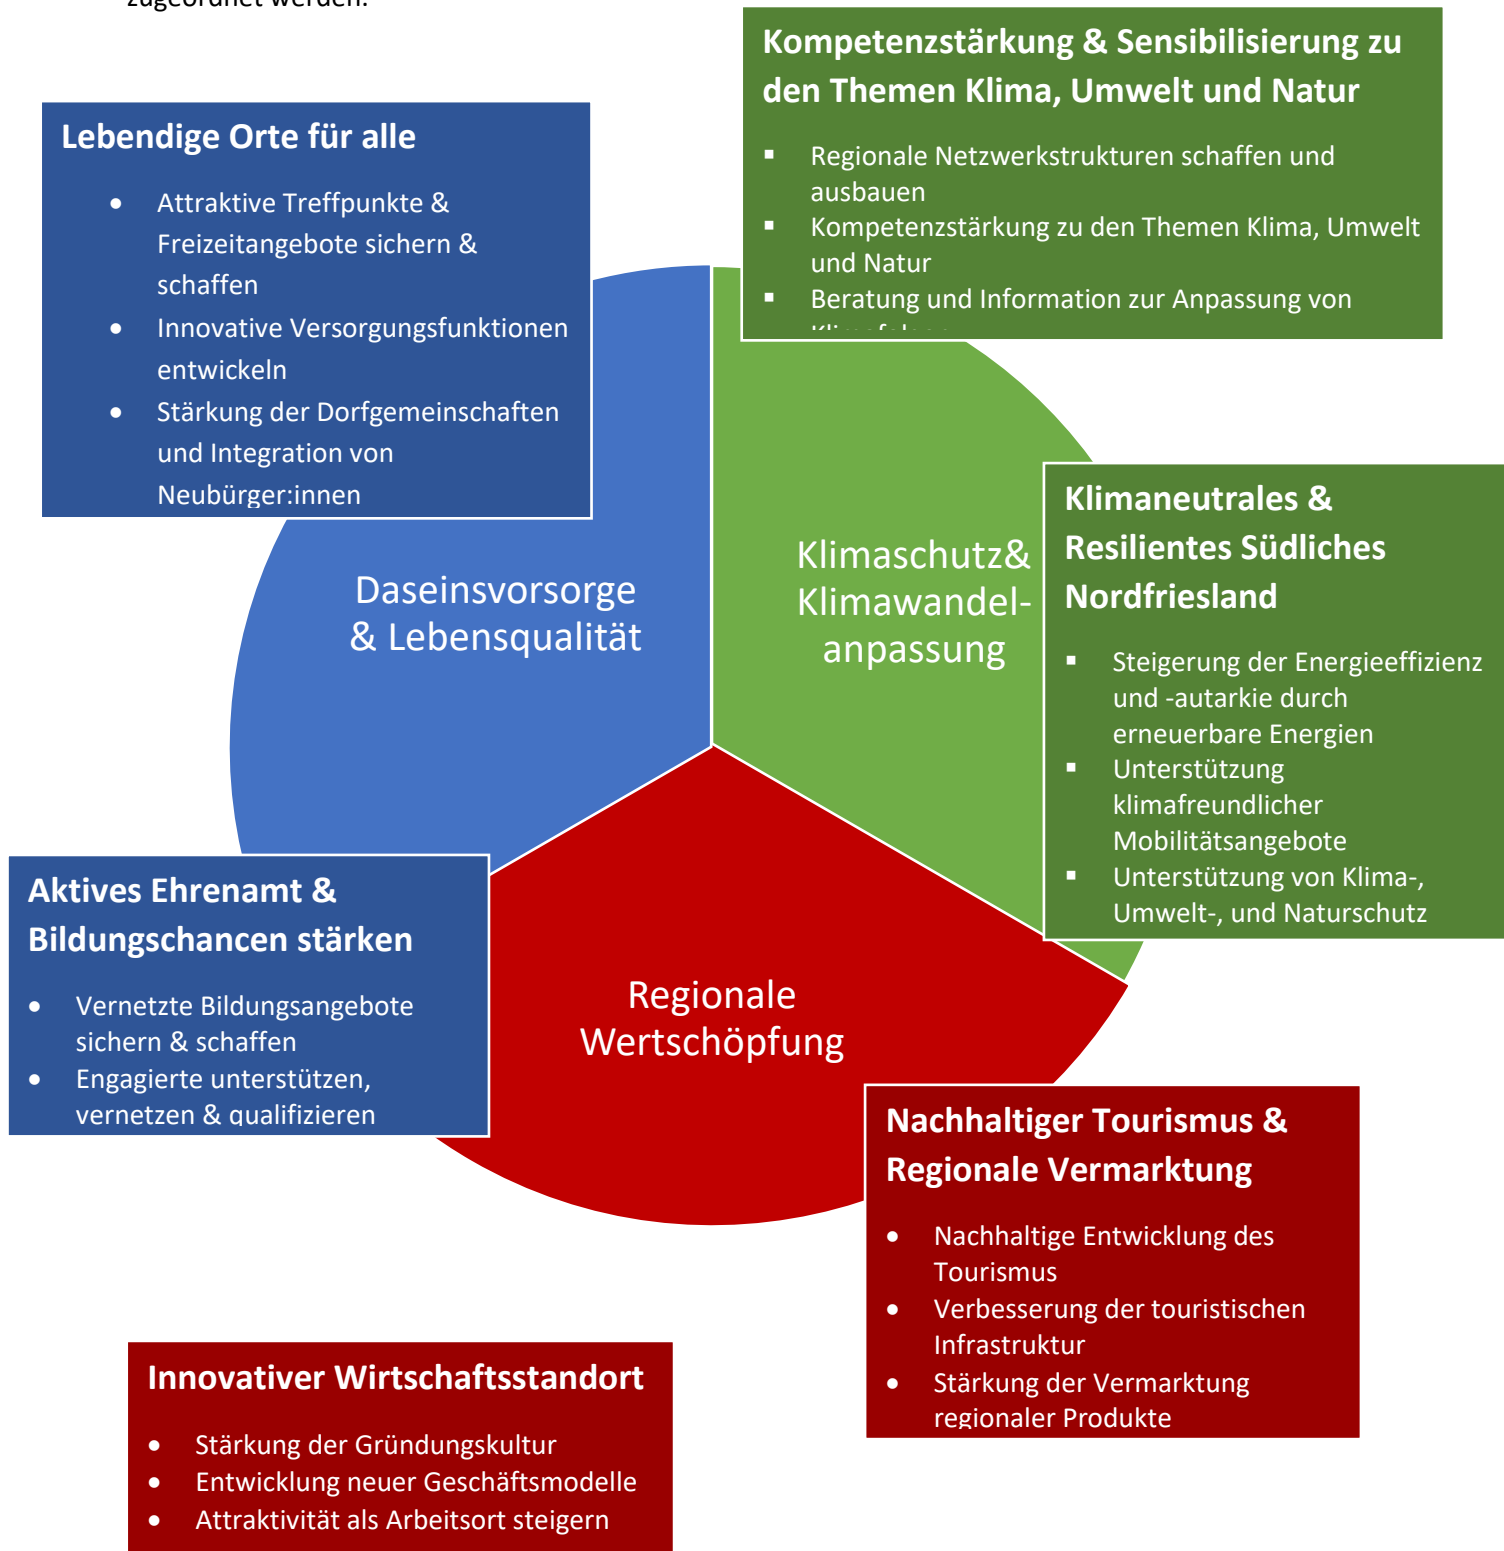 zugeordnet werden.
Kompetenzstärkung & Sensibilisierung zu
den Themen Klima, Umwelt und Natur
▪ Regionale Netzwerkstrukturen schaffen und
ausbauen
▪ Kompetenzstärkung zu den Themen Klima, Umwelt
und Natur
▪ Beratung und Information zur Anpassung von
Lebendige Orte für alle
• Attraktive Treffpunkte &
Freizeitangebote sichern &
schaffen
• Innovative Versorgungsfunktionen
entwickeln
• Stärkung der Dorfgemeinschaften
und Integration von
Neubürger:innen
Klimaneutrales &
Resilientes Südliches
Nordfriesland
▪ Steigerung der Energieeffizienz
und -autarkie durch
erneuerbare Energien
▪ Unterstützung
klimafreundlicher
Mobilitätsangebote
▪ Unterstützung von Klima-,
Umwelt-, und Naturschutz
Daseinsvorsorge
& Lebensqualität
Klimaschutz&
Klimawandel-
anpassung
Regionale
Wertschöpfung
Aktives Ehrenamt &
Bildungschancen stärken
• Vernetzte Bildungsangebote
sichern & schaffen
• Engagierte unterstützen,
vernetzen & qualifizieren
Nachhaltiger Tourismus &
Regionale Vermarktung
• Nachhaltige Entwicklung des
Tourismus
• Verbesserung der touristischen
Infrastruktur
• Stärkung der Vermarktung
regionaler Produkte
Innovativer Wirtschaftsstandort
• Stärkung der Gründungskultur
• Entwicklung neuer Geschäftsmodelle
• Attraktivität als Arbeitsort steigern